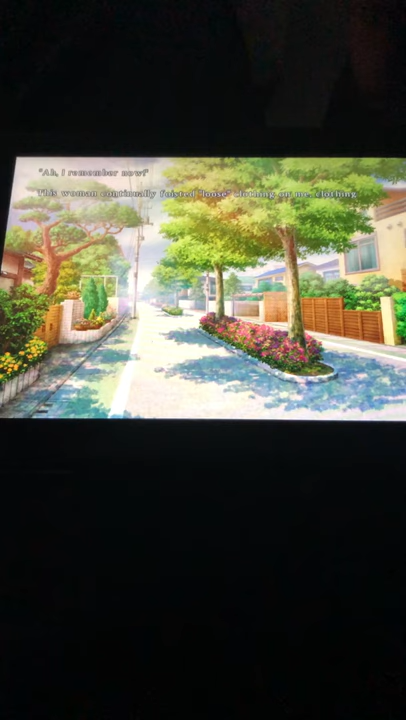 "Ah, I remember now!"
This woman continually foisted "loose" clothing on me, clothing